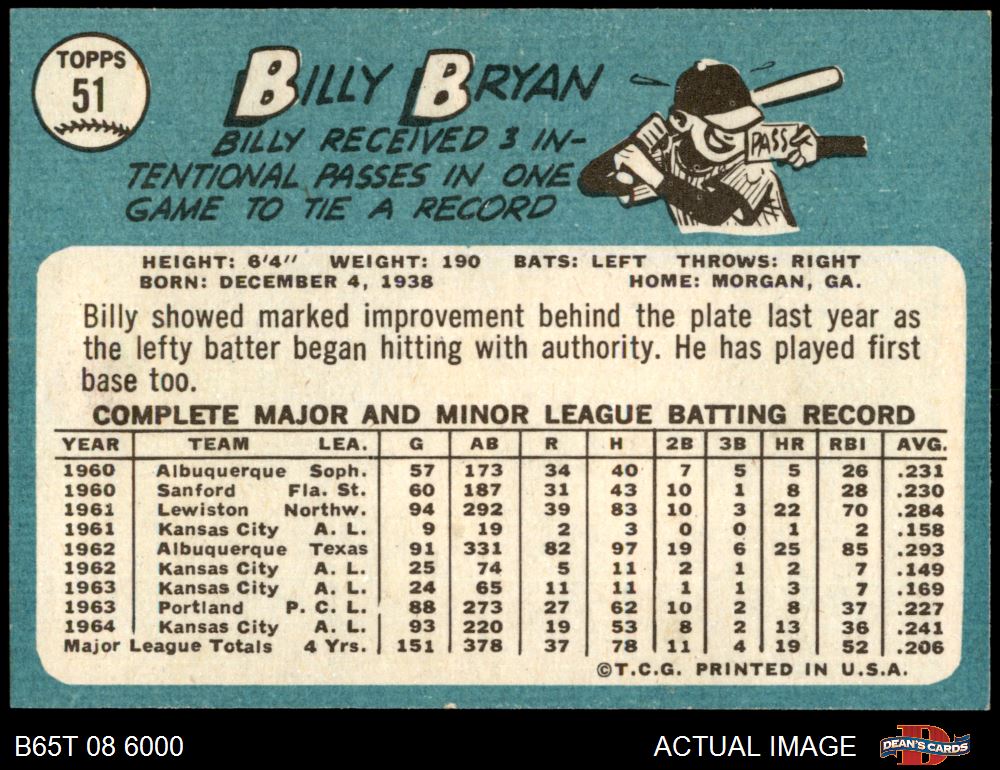 TOPPS
51
BILLY BRYAN
BILLY RECEIVED 3 IN-
TENTIONAL PASSES IN ONE
GAME TO TIE A RECORD
PASS
HEIGHT: 6'4" WEIGHT: 190 BATS: LEFT THROWS: RIGHT
BORN: DECEMBER 4, 1938 HOME: MORGAN, GA.
Billy showed marked improvement behind the plate last year as
the lefty batter began hitting with authority. He has played first
base too.
COMPLETE MAJOR AND MINOR LEAGUE BATTING RECORD
YEAR TEAM LEA. G AB R H 2B 3B HR RBI AVG.
1960 Albuquerque Soph. 57 173 34 40 7 5 5 26 .231
1960 Sanford Fla. St. 60 187 31 43 10 1 8 28 .230
1961 Lewiston Northw. 94 292 39 83 10 3 22 70 .284
1961 Kansas City A. L. 9 19 2 3 0 0 1 2 .158
1962 Albuquerque Texas 91 331 82 97 19 6 25 85 .293
1962 Kansas City A. L. 25 74 5 11 2 1 2 7 .149
1963 Kansas City A. L. 24 65 11 11 1 1 3 7 .169
1963 Portland P. C. L. 88 273 27 62 10 2 8 37 .227
1964 Kansas City A. L. 93 220 19 53 8 2 13 36 .241
Major League Totals 4 Yrs. 151 378 37 78 11 4 19 52 .206
©T.C.G. PRINTED IN U.S.A.
B65T 08 6000 ACTUAL IMAGE
D
DEAN'S CARDS